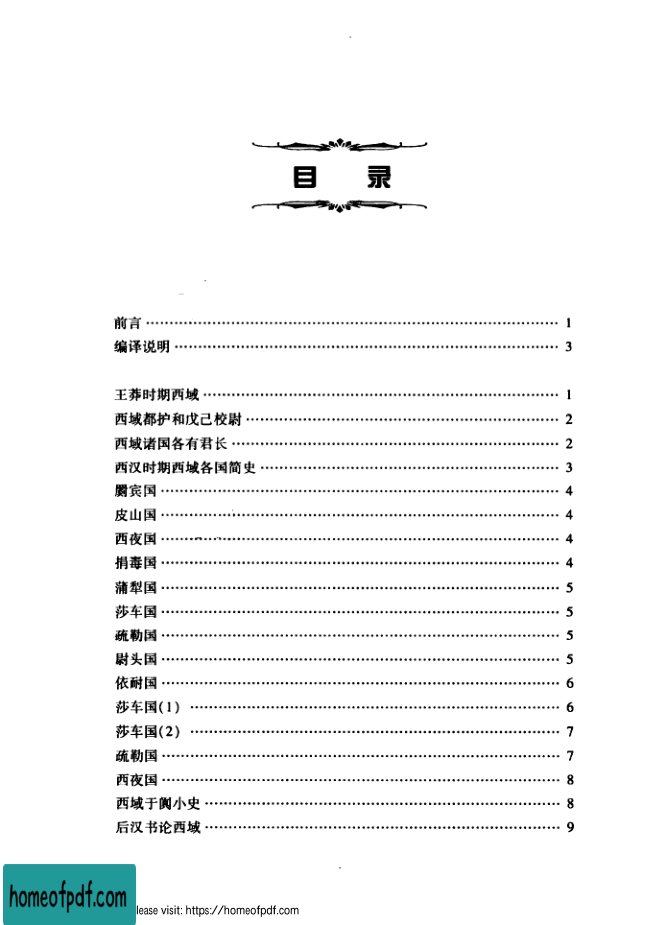 目 录
前言 …… 1
编译说明 …… 3
王莽时期西域 …… 1
西域都护和戊己校尉 …… 2
西域诸国各有君长 …… 2
西汉时期西域各国简史 …… 3
罽宾国 …… 4
皮山国 …… 4
西夜国 …… 4
捐毒国 …… 4
蒲犁国 …… 5
莎车国 …… 5
疏勒国 …… 5
尉头国 …… 5
依耐国 …… 6
莎车国(1) …… 6
莎车国(2) …… 7
疏勒国 …… 7
西夜国 …… 8
西域于阗小史 …… 8
后汉书论西域 …… 9
homeofpdf.com
lease visit: https://homeofpdf.com